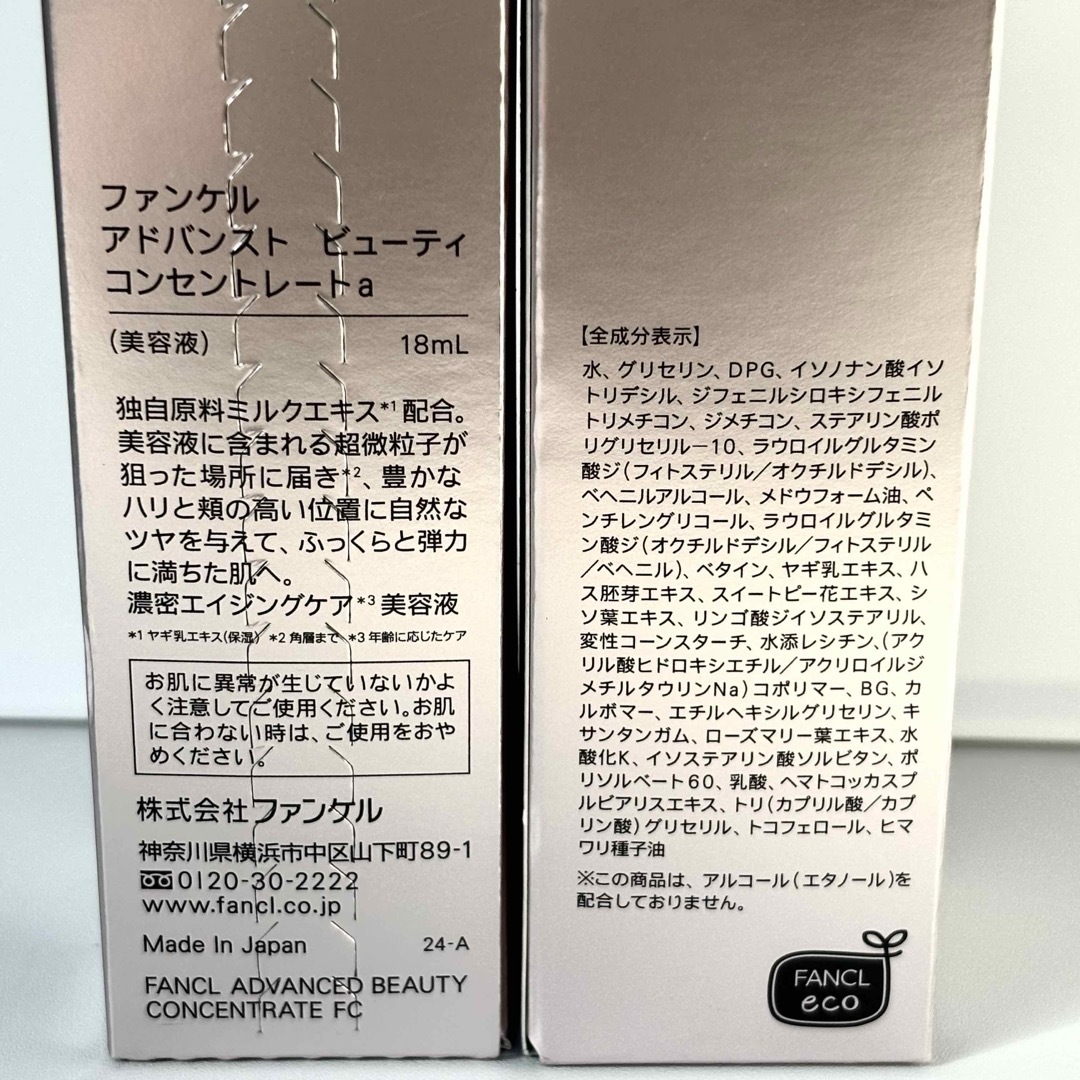 ファンケル
アドバンスト ビューティ
コンセントレートa
(美容液) 18mL
独自原料ミルクエキス*1配合。
美容液に含まれる超微粒子が
狙った場所に届き*2、豊かな
ハリと頬の高い位置に自然な
ツヤを与えて、ふっくらと弾力
に満ちた肌へ。
濃密エイジングケア*3美容液
*1 ヤギ乳エキス(保湿) *2 角層まで *3 年齢に応じたケア
お肌に異常が生じていないかよ
く注意してご使用ください。お肌
に合わない時は、ご使用をおや
めください。
株式会社ファンケル
神奈川県横浜市中区山下町89-1
0120-30-2222
www.fancl.co.jp
Made In Japan 24-A
FANCL ADVANCED BEAUTY
CONCENTRATE FC
【全成分表示】
水、グリセリン、DPG、イソノナン酸イソ
トリデシル、ジフェニルシロキシフェニル
トリメチコン、ジメチコン、ステアリン酸ポ
リグリセリル－10、ラウロイルグルタミン
酸ジ(フィトステリル／オクチルドデシル)、
ベヘニルアルコール、メドウフォーム油、ペ
ンチレングリコール、ラウロイルグルタミ
ン酸ジ(オクチルドデシル／フィトステリル
／ベヘニル)、ベタイン、ヤギ乳エキス、ハ
ス胚芽エキス、スイートピー花エキス、シ
ソ葉エキス、リンゴ酸ジイソステアリル、
変性コーンスターチ、水添レシチン、(アク
リル酸ヒドロキシエチル／アクリロイルジ
メチルタウリンNa)コポリマー、BG、カ
ルボマー、エチルヘキシルグリセリン、キ
サンタンガム、ローズマリー葉エキス、水
酸化K、イソステアリン酸ソルビタン、ポ
リソルベート60、乳酸、ヘマトコッカスプ
ルビアリスエキス、トリ(カプリル酸／カプ
リン酸)グリセリル、トコフェロール、ヒマ
ワリ種子油
※この商品は、アルコール(エタノール)を
配合しておりません。
FANCL
eco